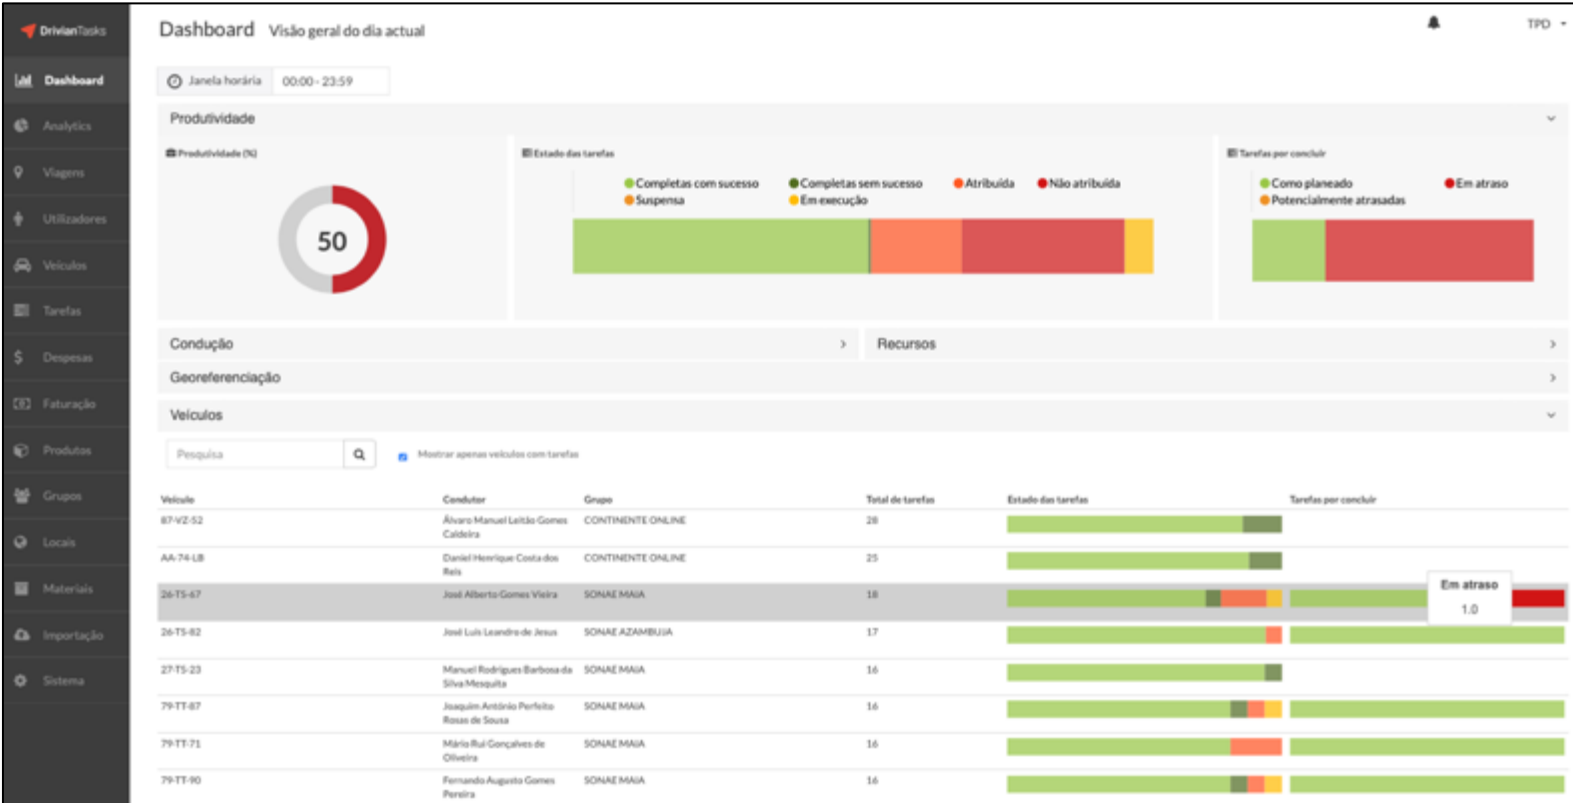 DrivianTasks
Dashboard Visão geral do dia actual
TPD
Dashboard
Analytics
Viagens
Utilizadores
Veículos
Tarefas
Despesas
Faturação
Produtos
Grupos
Locais
Materiais
Importação
Sistema
Janela horária 00:00 - 23:59
Produtividade
Produtividade (%)
50
Estado das tarefas
Completas com sucesso Completas sem sucesso Atribuída Não atribuída
Suspensa Em execução
Tarefas por concluir
Como planeado Em atraso
Potencialmente atrasadas
Condução
Recursos
Georeferenciação
Veículos
Pesquisa
Mostrar apenas veículos com tarefas
Veículo Condutor Grupo Total de tarefas Estado das tarefas Tarefas por concluir
87-VZ-52 Álvaro Manuel Leitão Gomes CONTINENTE ONLINE 28
Caldeira
AA-74-LB Daniel Henrique Costa dos CONTINENTE ONLINE 25
Reis
26-TS-67 José Alberto Gomes Vieira SONAE MAIA 18
Em atraso
1.0
26-TS-82 José Luis Leandro de Jesus SONAE AZAMBUJA 17
27-TS-23 Manuel Rodrigues Barbosa da SONAE MAIA 16
Silva Mesquita
79-TT-87 Joaquim António Perfeito SONAE MAIA 16
Rosas de Sousa
79-TT-71 Mário Rui Gonçalves de SONAE MAIA 16
Oliveira
79-TT-90 Fernando Augusto Gomes SONAE MAIA 16
Pereira